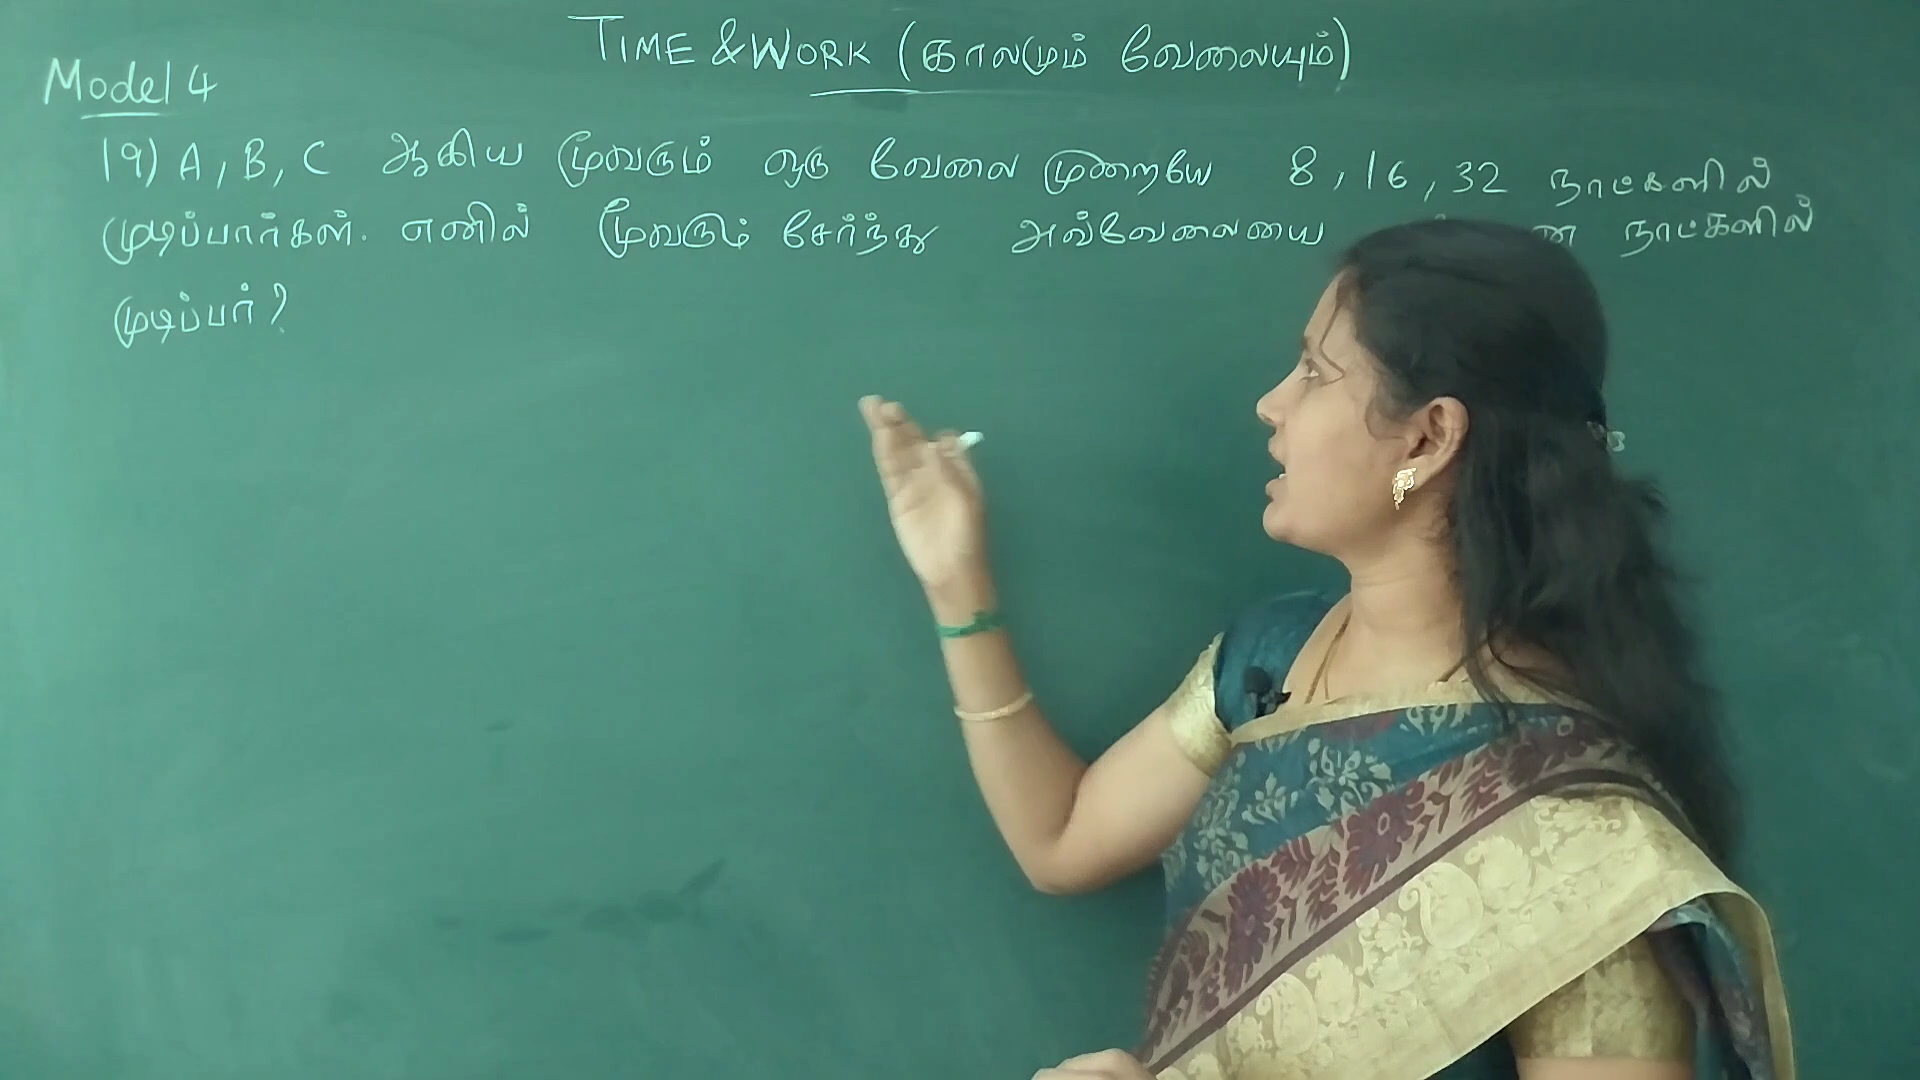 TIME & WORK (காலமும் வேலையும்)
Model 4
19) A, B, C ஆகிய மூவரும் ஒரு வேலை முறையே 8, 16, 32 நாட்களில்
முடிப்பார்கள். எனில் மூவரும் சேர்ந்து அவ்வேலையை நாட்களில்
முடிப்பர்?